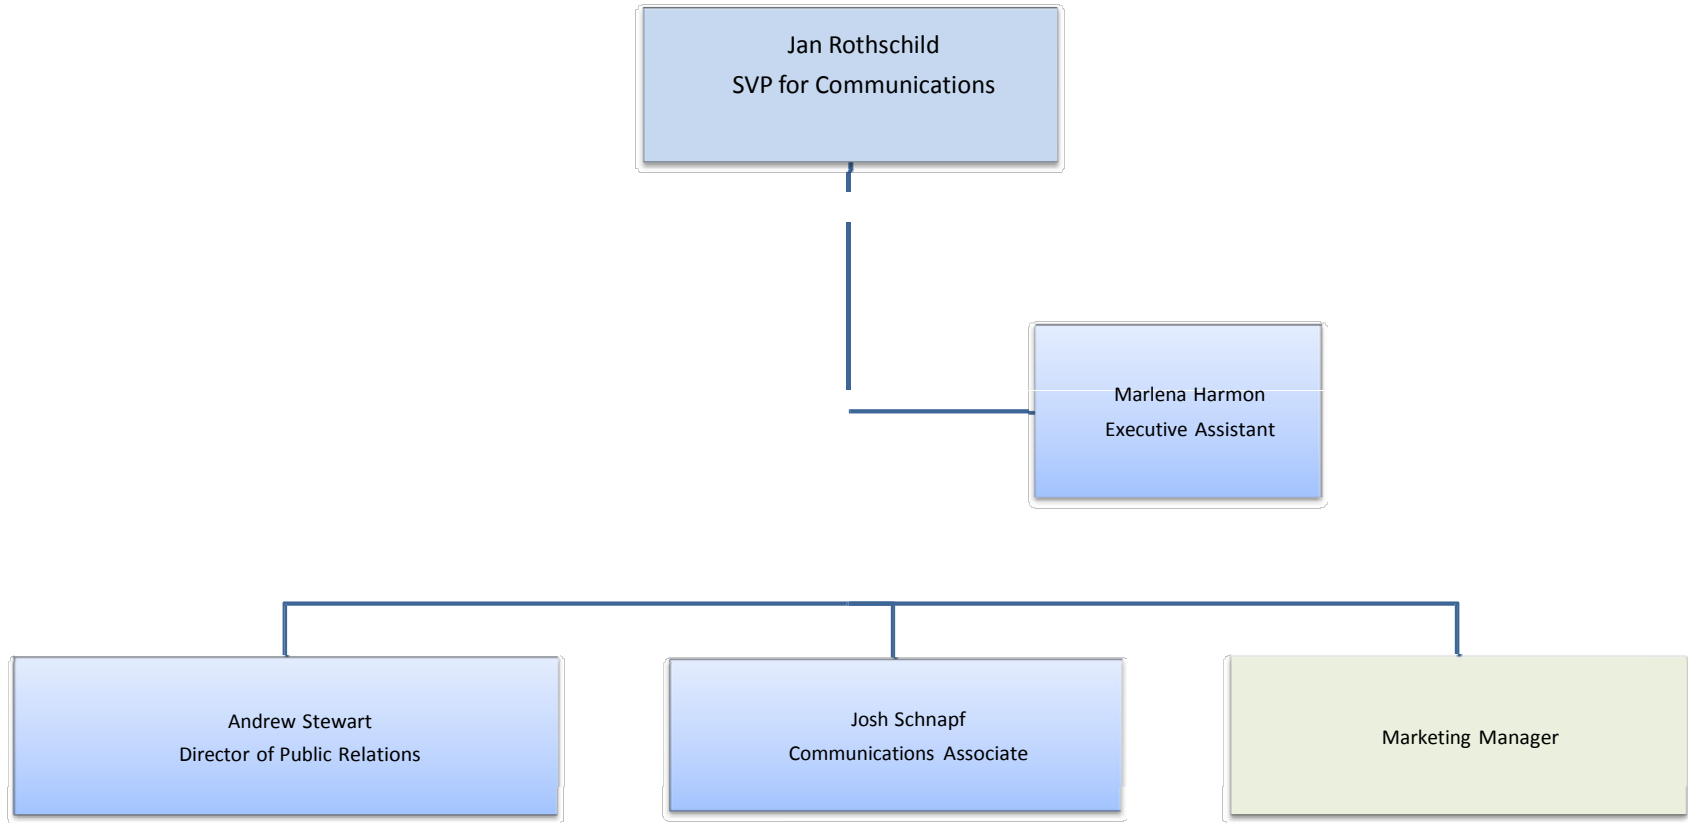 Jan Rothschild
SVP for Communications
Marlena Harmon
Executive Assistant
Andrew Stewart
Director of Public Relations
Josh Schnapf
Communications Associate
Marketing Manager